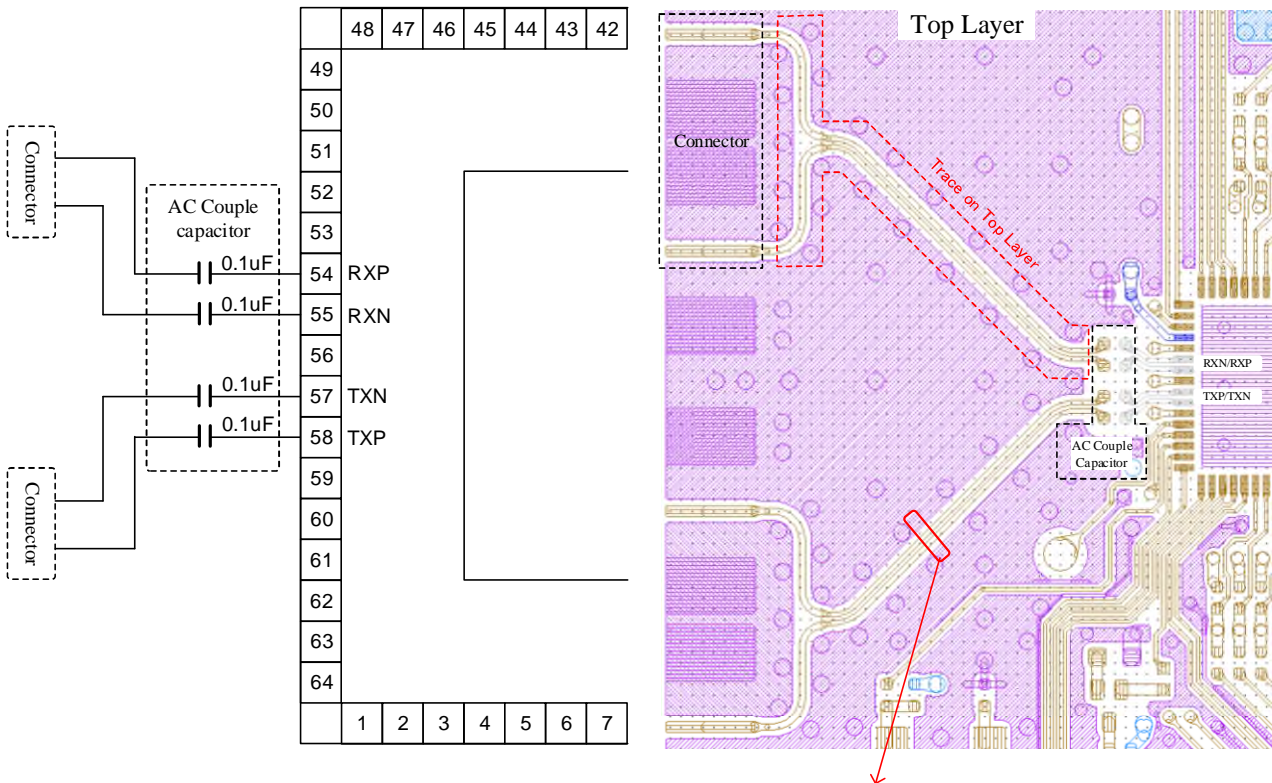 48 47 46 45 44 43 42
49
50
51
52
53
54 RXP
55 RXN
56
57 TXN
58 TXP
59
60
61
62
63
64
1 2 3 4 5 6 7
Connector
Connector
AC Couple
capacitor
0.1uF
0.1uF
0.1uF
0.1uF
Top Layer
Connector
Trace on Top Layer
RXN/RXP
TXP/TXN
AC Couple
Capacitor